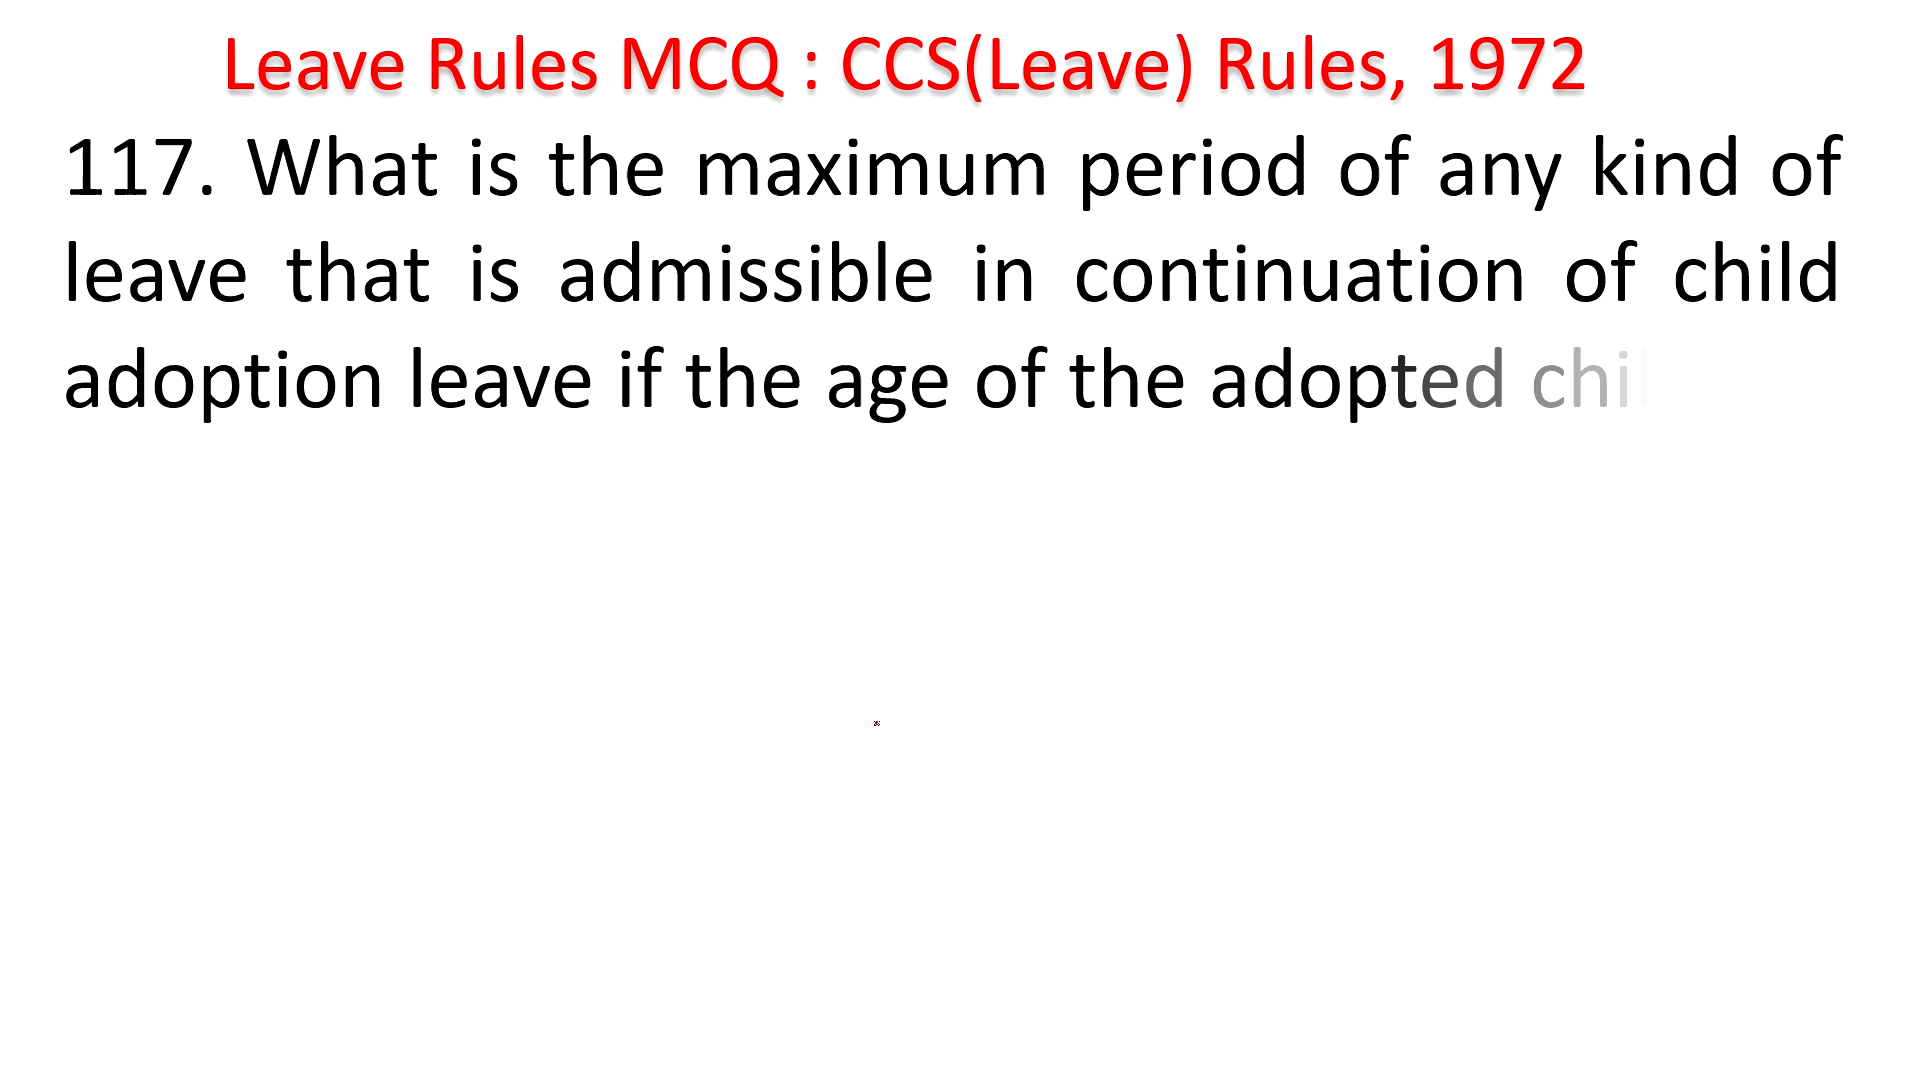 Leave Rules MCQ : CCS(Leave) Rules, 1972
117. What is the maximum period of any kind of
leave that is admissible in continuation of child
adoption leave if the age of the adopted chil